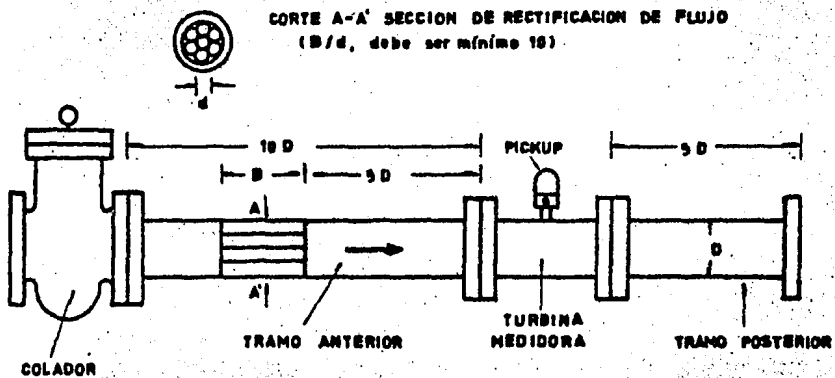 CORTE A-A' SECCION DE RECTIFICACION DE FLUJO
(B/d, debe ser mínimo 10)
d
10 D
PICKUP
5 D
B
5 D
A
D
A'
TRAMO ANTERIOR
TURBINA
MEDIDORA
TRAMO POSTERIOR
COLADOR